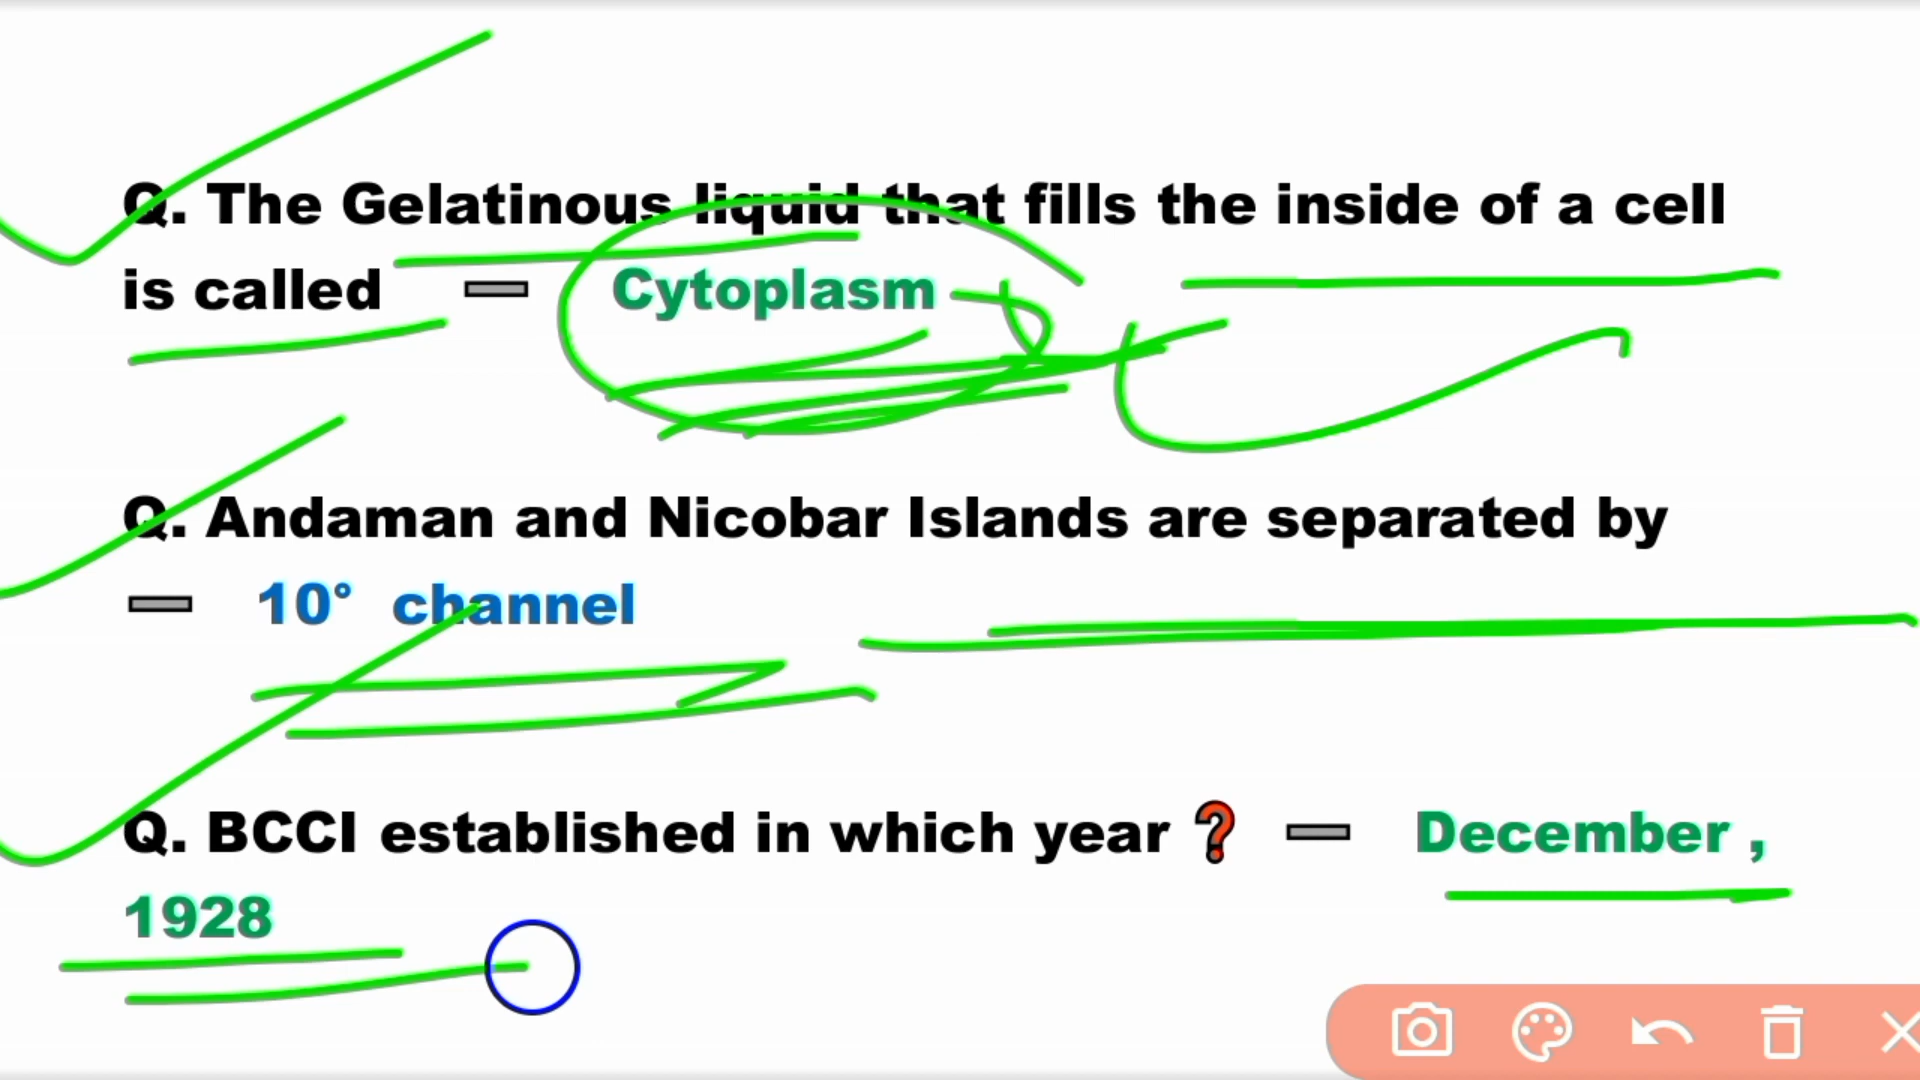 Q. The Gelatinous liquid that fills the inside of a cell
is called — Cytoplasm
Q. Andaman and Nicobar Islands are separated by
— 10° channel
Q. BCCI established in which year ? — December ,
1928